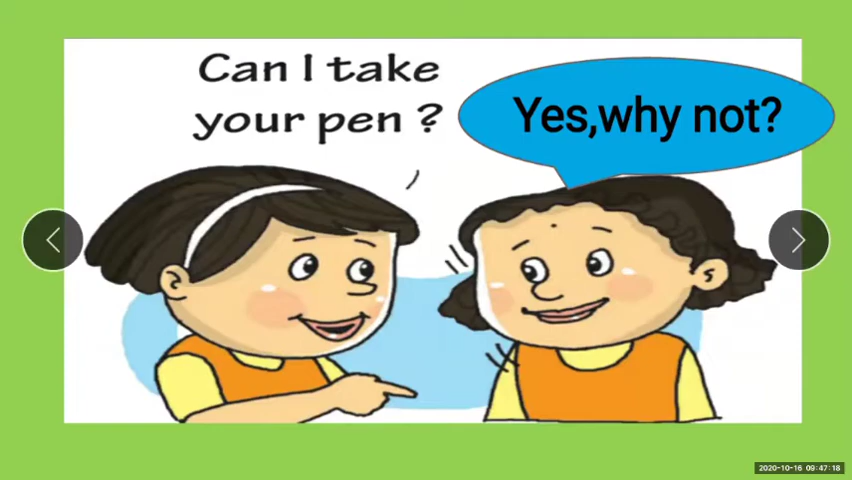 Can I take
your pen ?
Yes,why not?
2020-10-16 09:47:18